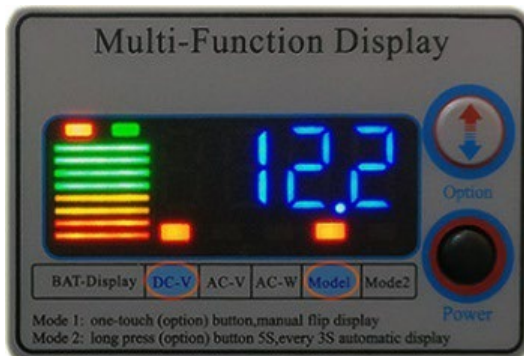 Multi-Function Display
12.2
Option
BAT-Display DC-V AC-V AC-W Mode1 Mode2
Power
Mode 1: one-touch (option) button,manual flip display
Mode 2: long press (option) button 5S,every 3S automatic display